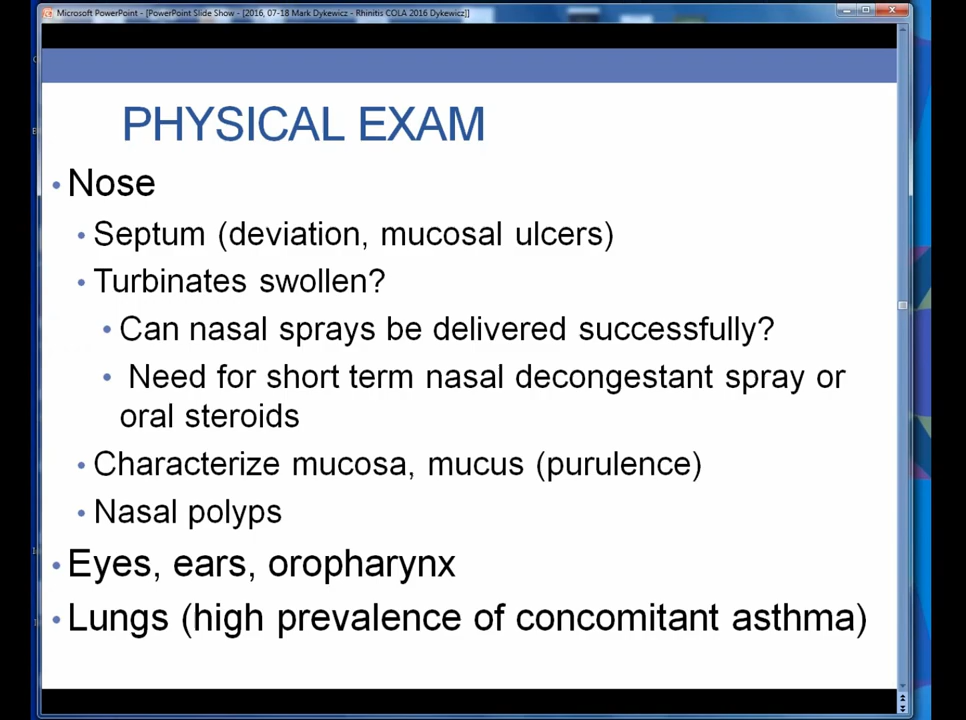 Microsoft PowerPoint - [PowerPoint Slide Show - [2016, 07-18 Mark Dykewicz - Rhinitis COLA 2016 Dykewicz]]
PHYSICAL EXAM
• Nose
• Septum (deviation, mucosal ulcers)
• Turbinates swollen?
• Can nasal sprays be delivered successfully?
• Need for short term nasal decongestant spray or
oral steroids
• Characterize mucosa, mucus (purulence)
• Nasal polyps
• Eyes, ears, oropharynx
• Lungs (high prevalence of concomitant asthma)